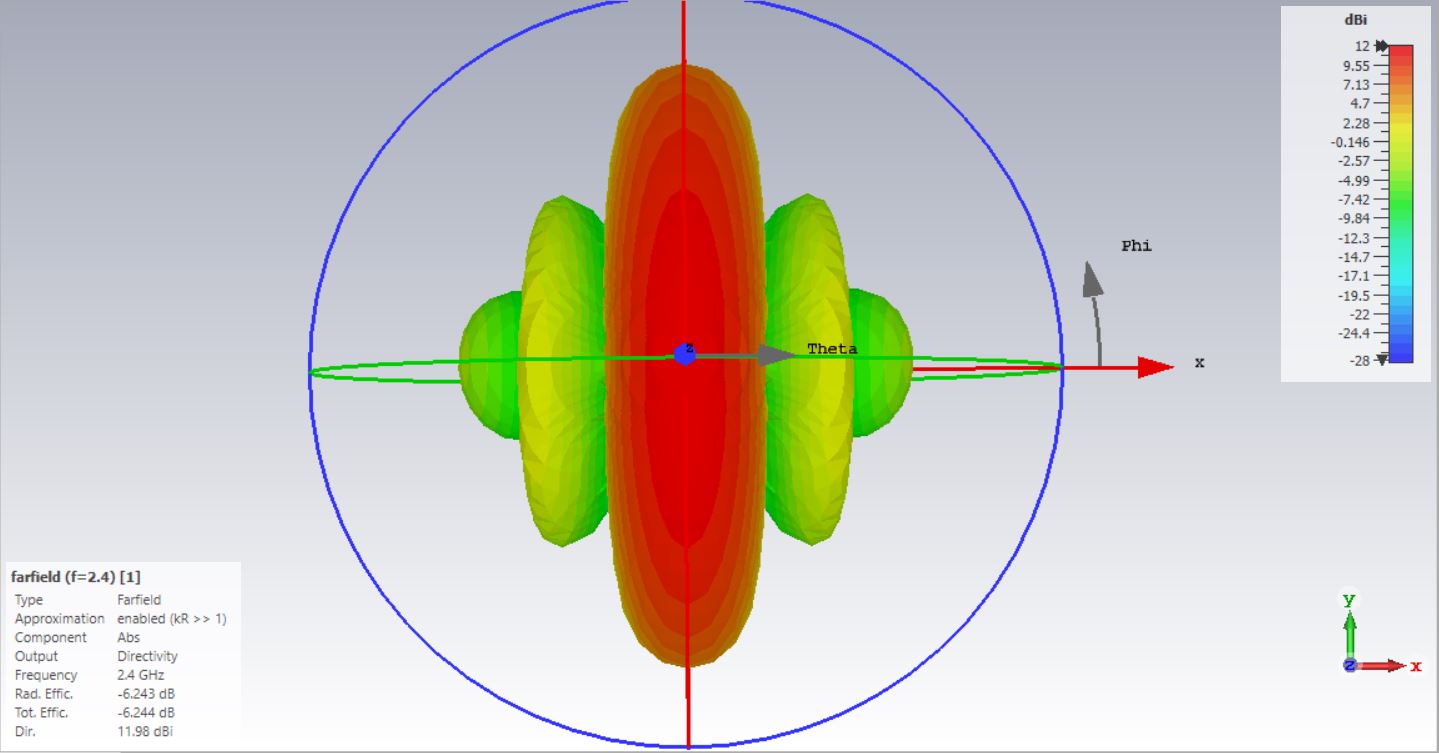 dBi
12
9.55
7.13
4.7
2.28
-0.146
-2.57
-4.99
-7.42
-9.84
-12.3
-14.7
-17.1
-19.5
-22
-24.4
-28
Phi
z
Theta
x
farfield (f=2.4) [1]
Type Farfield
Approximation enabled (kR >> 1)
Component Abs
Output Directivity
Frequency 2.4 GHz
Rad. Effic. -6.243 dB
Tot. Effic. -6.244 dB
Dir. 11.98 dBi
y
z x